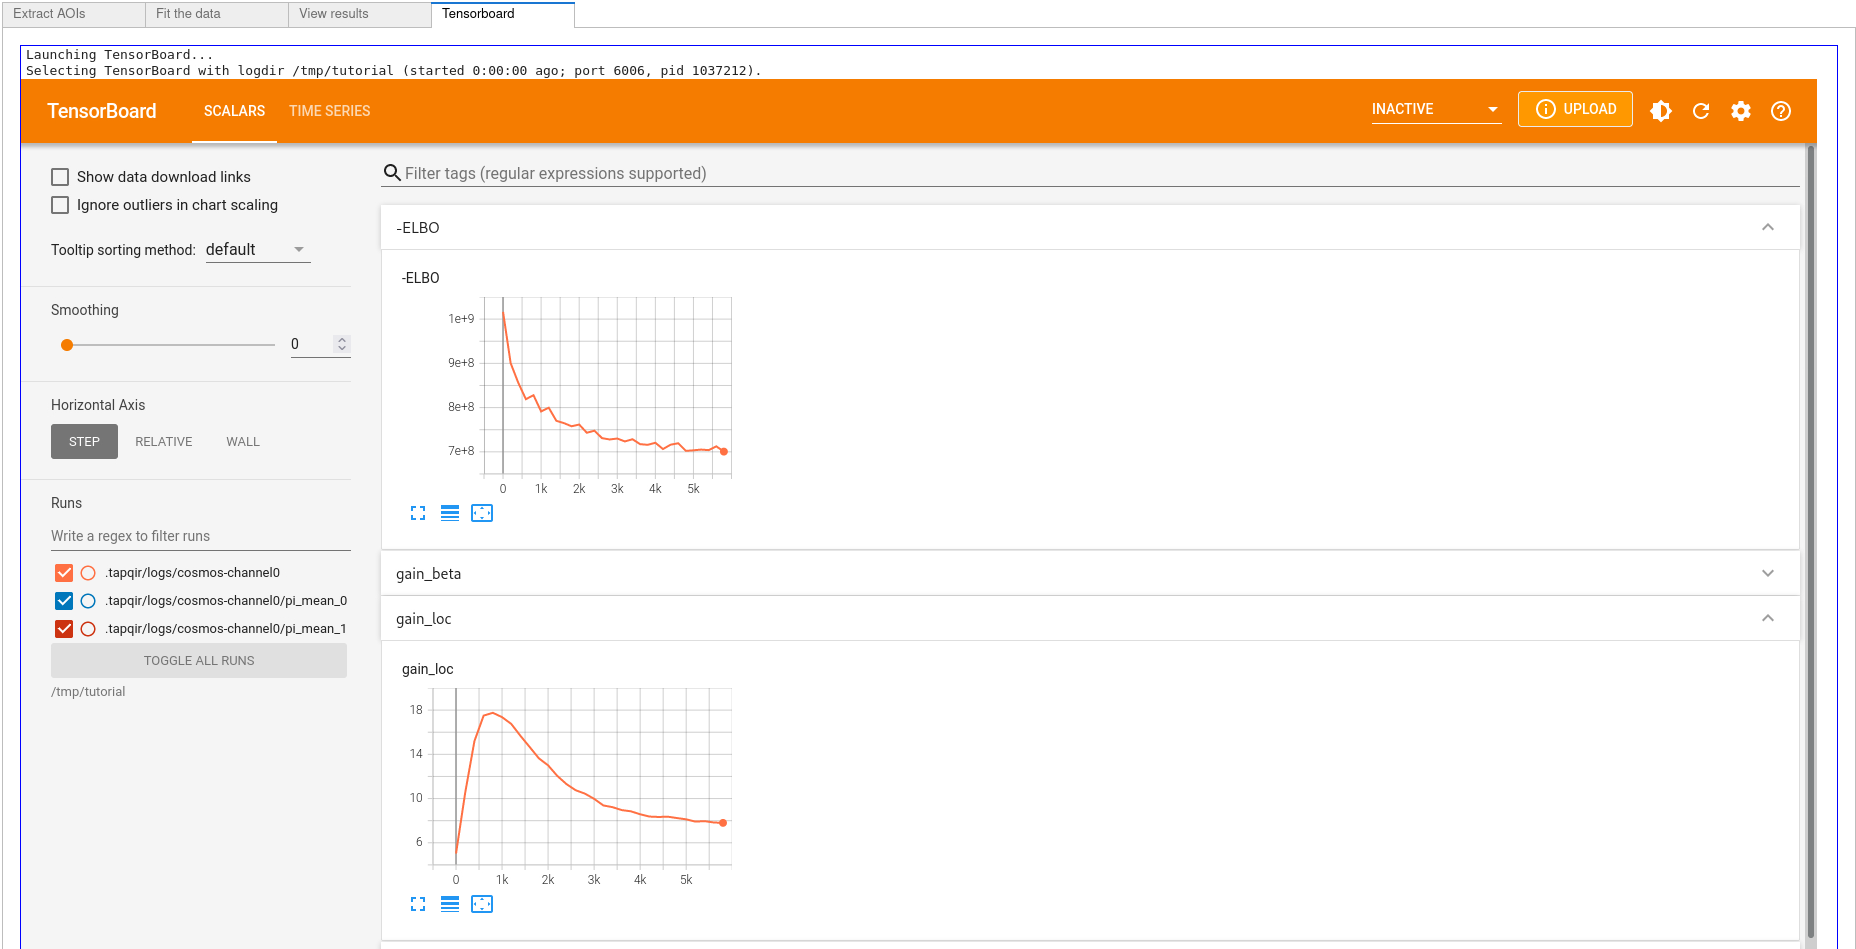 Extract AOIs
Fit the data
View results
Tensorboard
Launching TensorBoard...
Selecting TensorBoard with logdir /tmp/tutorial (started 0:00:00 ago; port 6006, pid 1037212).
TensorBoard
SCALARS
TIME SERIES
INACTIVE
UPLOAD
Show data download links
Ignore outliers in chart scaling
Tooltip sorting method: default
Smoothing
0
Horizontal Axis
STEP
RELATIVE
WALL
Runs
Write a regex to filter runs
.tapqir/logs/cosmos-channel0
.tapqir/logs/cosmos-channel0/pi_mean_0
.tapqir/logs/cosmos-channel0/pi_mean_1
TOGGLE ALL RUNS
/tmp/tutorial
Filter tags (regular expressions supported)
-ELBO
-ELBO
1e+9
9e+8
8e+8
7e+8
0 1k 2k 3k 4k 5k
gain_beta
gain_loc
gain_loc
18
14
10
6
0 1k 2k 3k 4k 5k